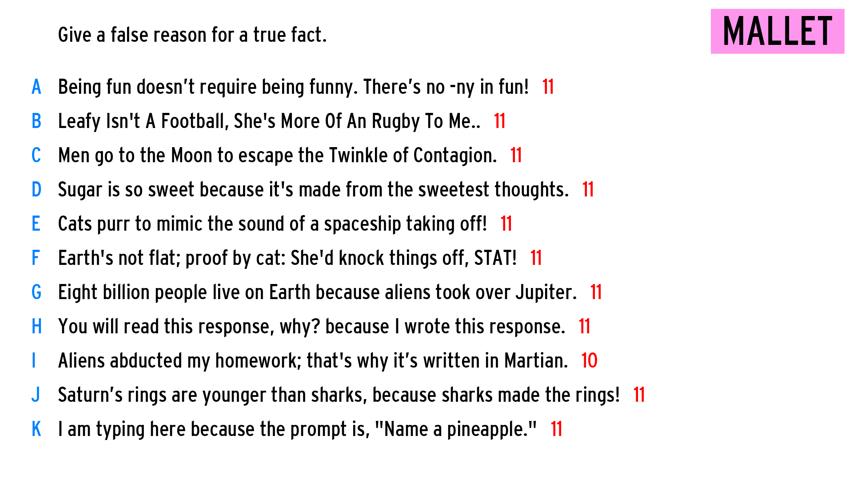 Give a false reason for a true fact.
MALLET
A Being fun doesn't require being funny. There's no -ny in fun! 11
B Leafy Isn't A Football, She's More Of An Rugby To Me.. 11
C Men go to the Moon to escape the Twinkle of Contagion. 11
D Sugar is so sweet because it's made from the sweetest thoughts. 11
E Cats purr to mimic the sound of a spaceship taking off! 11
F Earth's not flat; proof by cat: She'd knock things off, STAT! 11
G Eight billion people live on Earth because aliens took over Jupiter. 11
H You will read this response, why? because I wrote this response. 11
I Aliens abducted my homework; that's why it's written in Martian. 10
J Saturn's rings are younger than sharks, because sharks made the rings! 11
K I am typing here because the prompt is, "Name a pineapple." 11